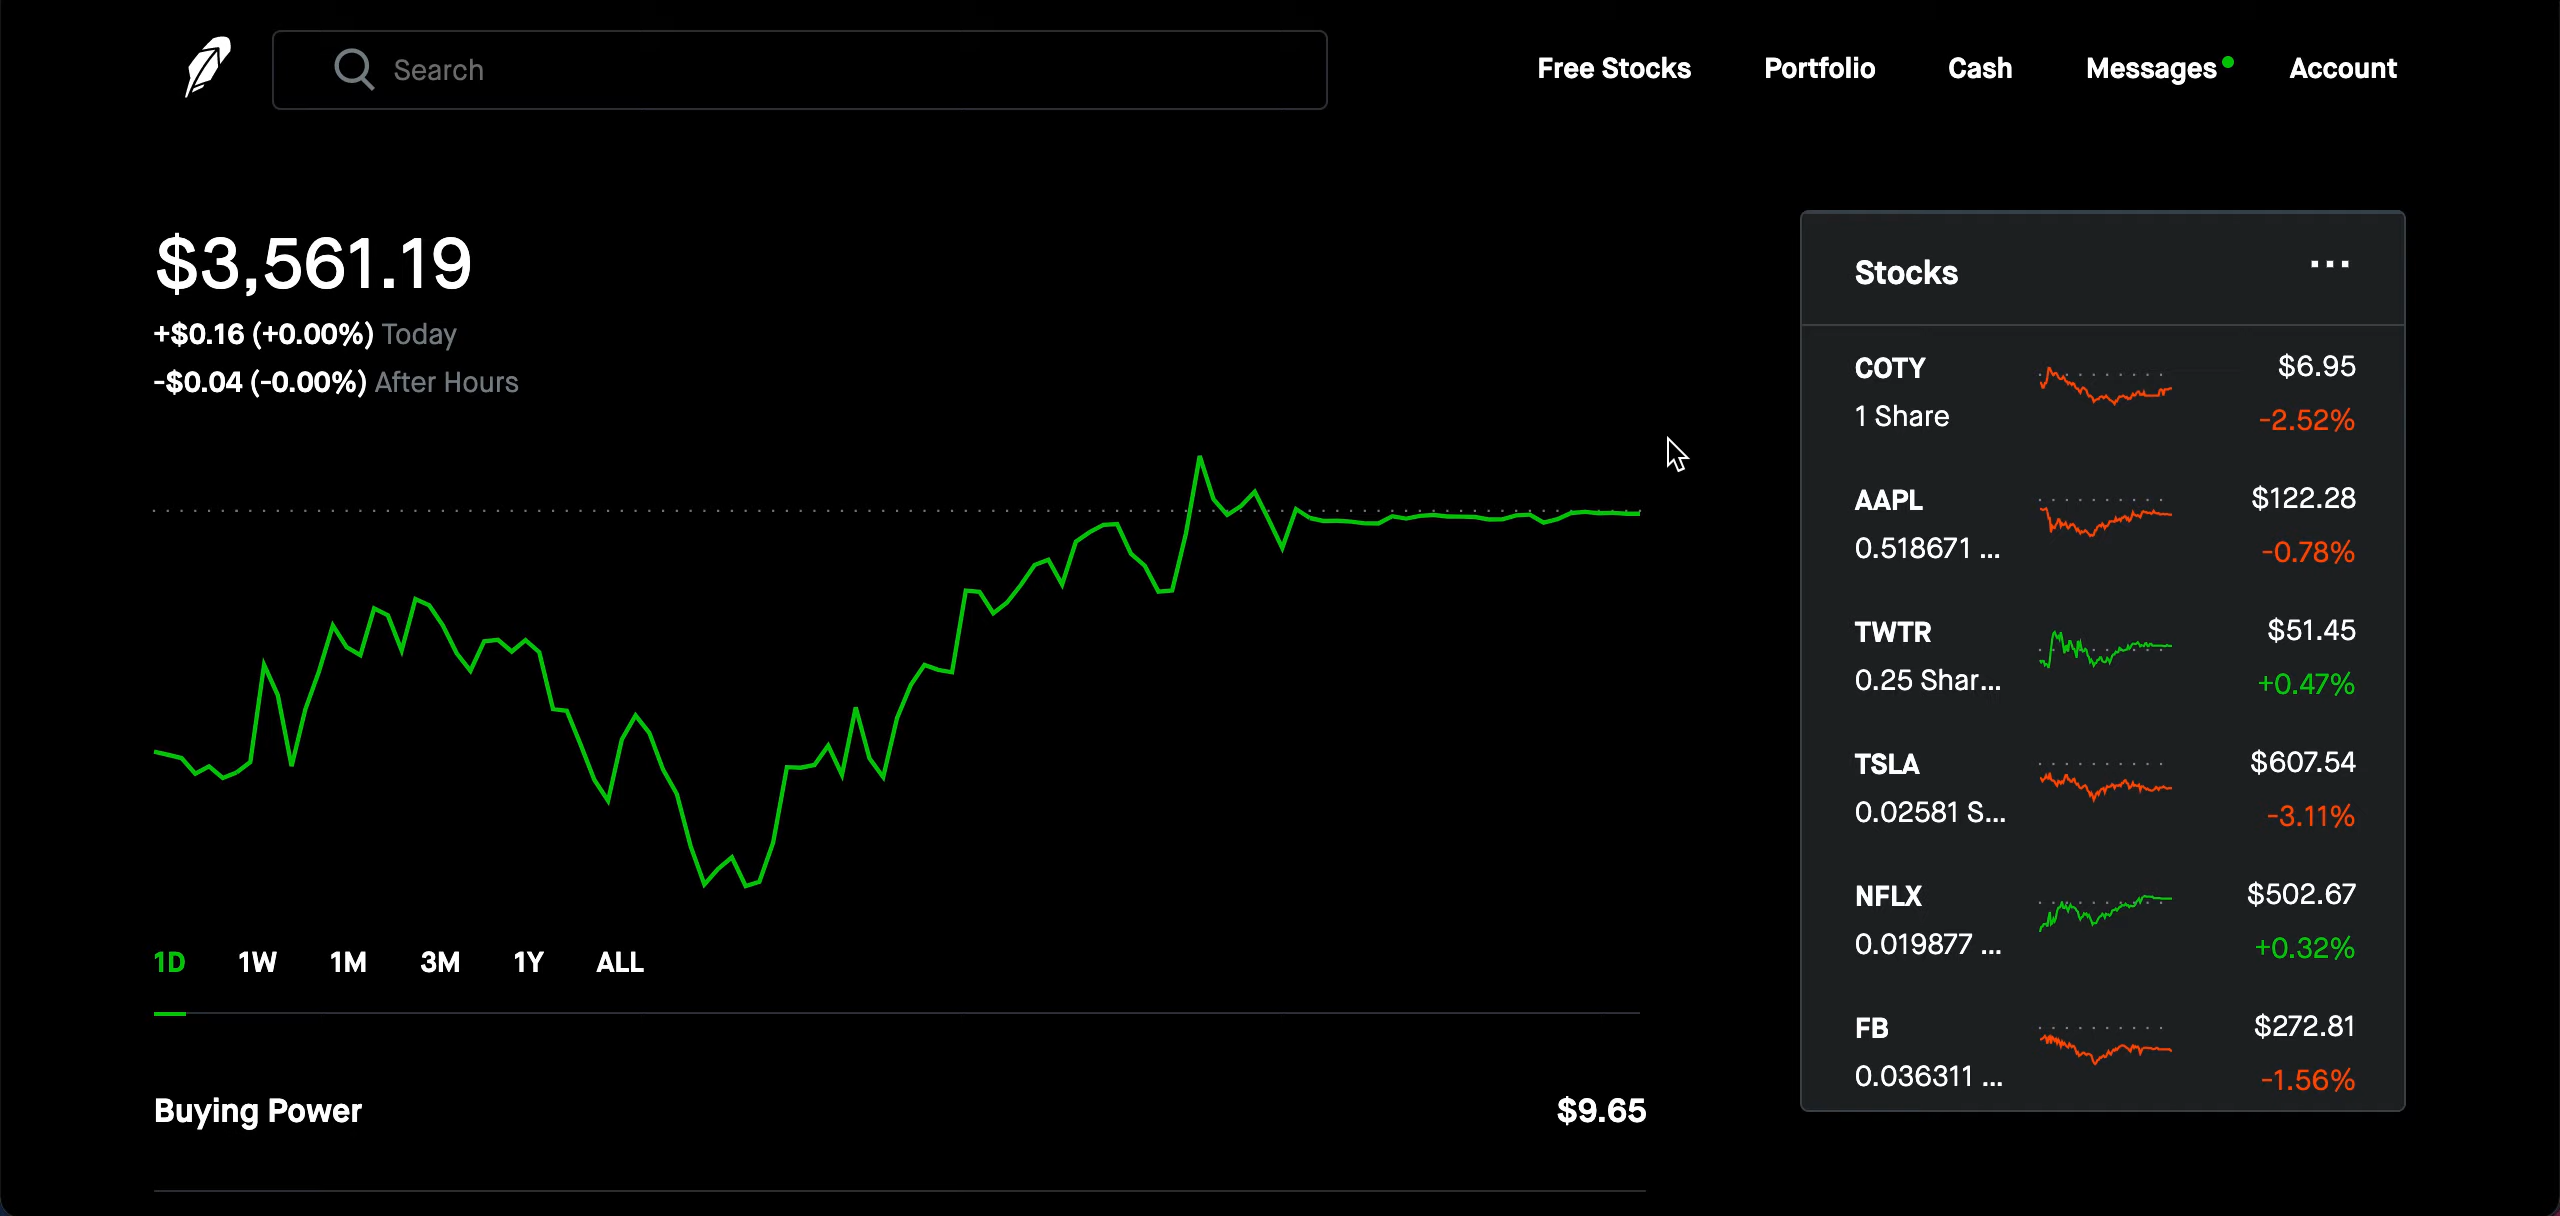 Search
Free Stocks
Portfolio
Cash
Messages
Account
$3,561.19
+$0.16 (+0.00%) Today
-$0.04 (-0.00%) After Hours
1D 1W 1M 3M 1Y ALL
Buying Power $9.65
Stocks ...
COTY $6.95
1 Share -2.52%
AAPL $122.28
0.518671 ... -0.78%
TWTR $51.45
0.25 Shar... +0.47%
TSLA $607.54
0.02581 S... -3.11%
NFLX $502.67
0.019877 ... +0.32%
FB $272.81
0.036311 ... -1.56%